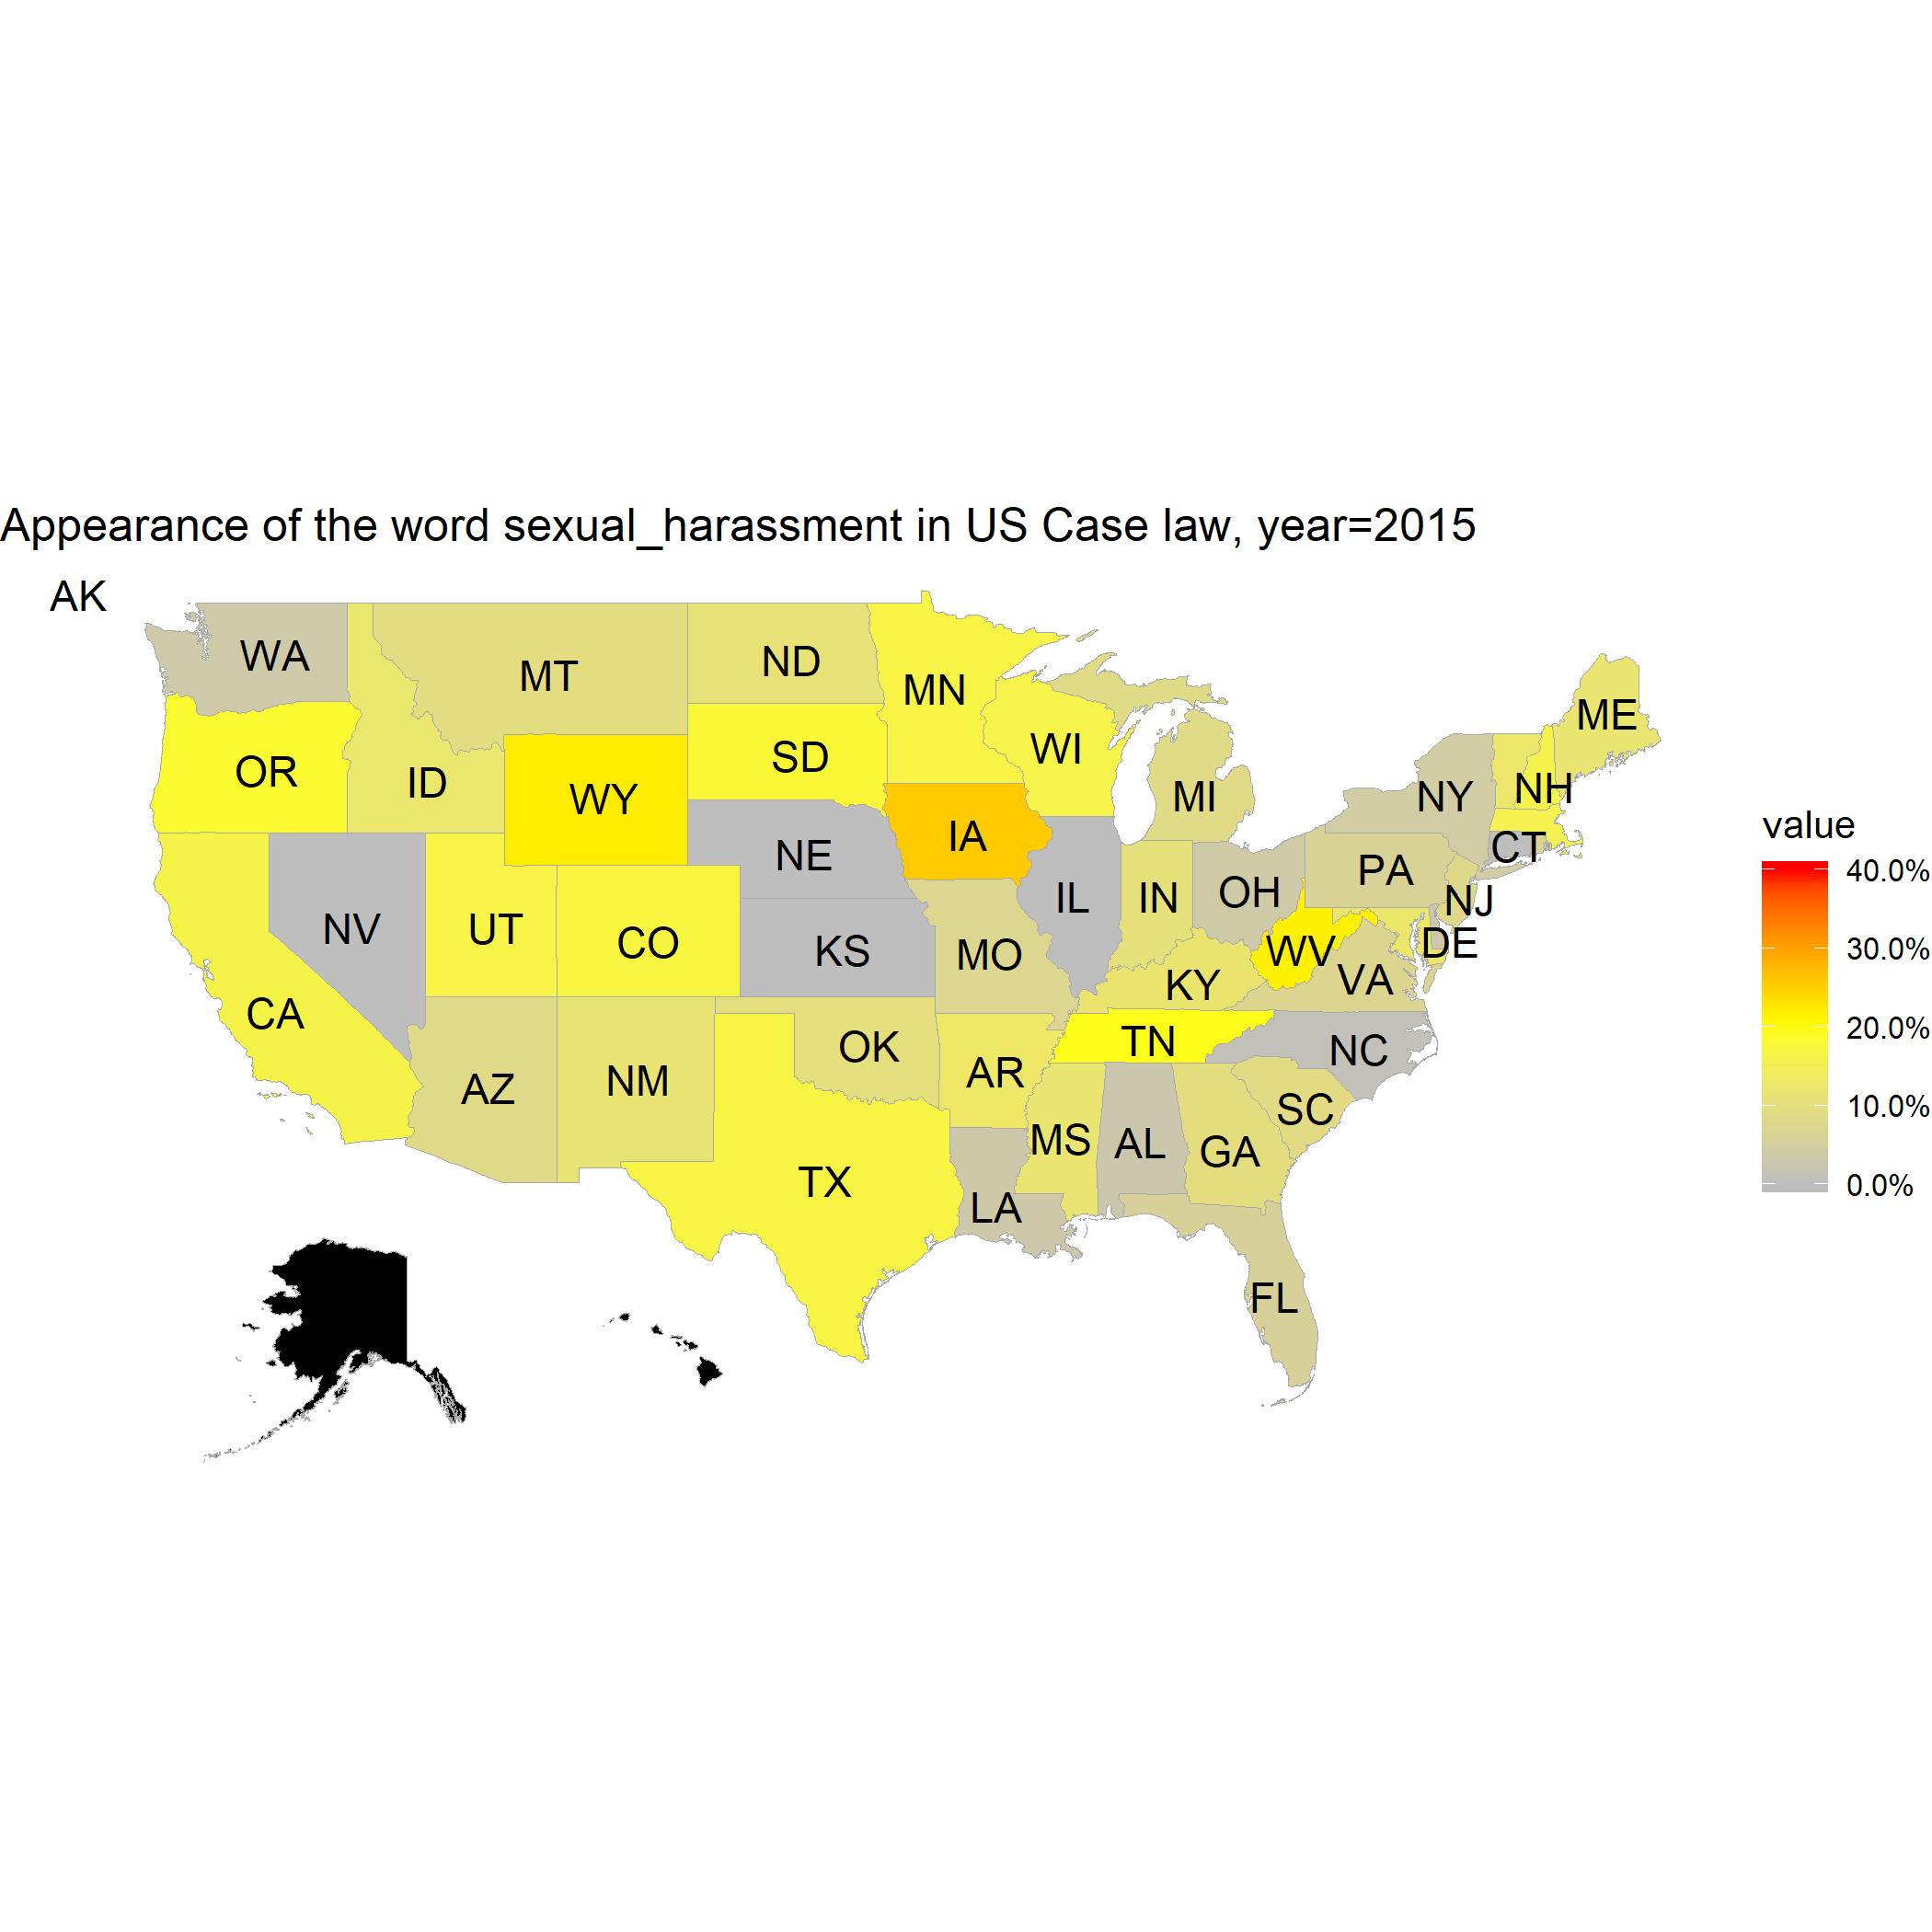 Appearance of the word sexual_harassment in US Case law, year=2015
AK
WA
MT
ND
MN
ME
OR
ID
WY
SD
WI
MI
NY
NH
NV
UT
CO
NE
IA
IL
IN
OH
PA
CT
NJ
CA
KS
MO
KY
WV
VA
DE
AZ
NM
OK
AR
TN
NC
SC
TX
LA
MS
AL
GA
FL
value
40.0%
30.0%
20.0%
10.0%
0.0%